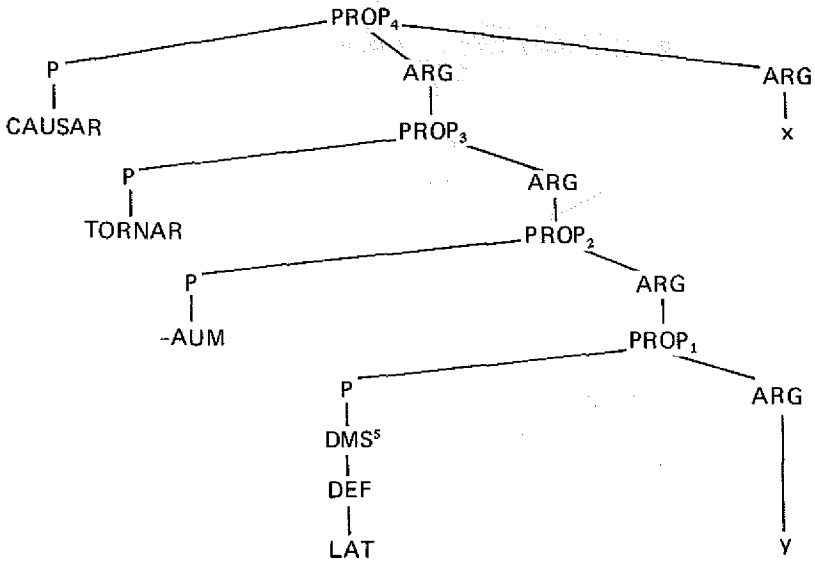 PROP₄
P ARG ARG
CAUSAR PROP₃ x
P ARG
TORNAR PROP₂
P ARG
-AUM PROP₁
P ARG
DMS⁵
DEF
LAT y